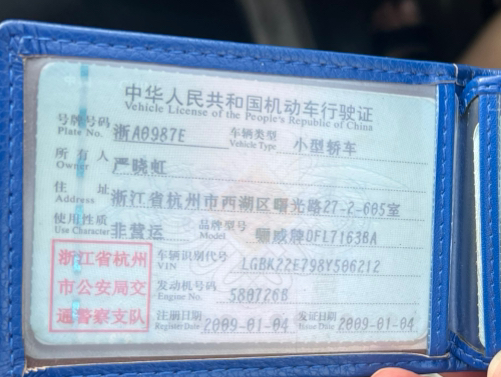 中华人民共和国机动车行驶证
Vehicle License of the People's Republic of China
号牌号码 Plate No. 浙A0987E 车辆类型 Vehicle Type 小型轿车
所有人 Owner 严晓虹
住址 Address 浙江省杭州市西湖区曙光路27-2-605室
使用性质 Use Character 非营运 品牌型号 Model 骊威牌DFL7163BA
浙江省杭州市公安局交通警察支队
车辆识别代号 VIN LGBK22E798Y506212
发动机号码 Engine No. 580726B
注册日期 Register Date 2009-01-04 发证日期 Issue Date 2009-01-04